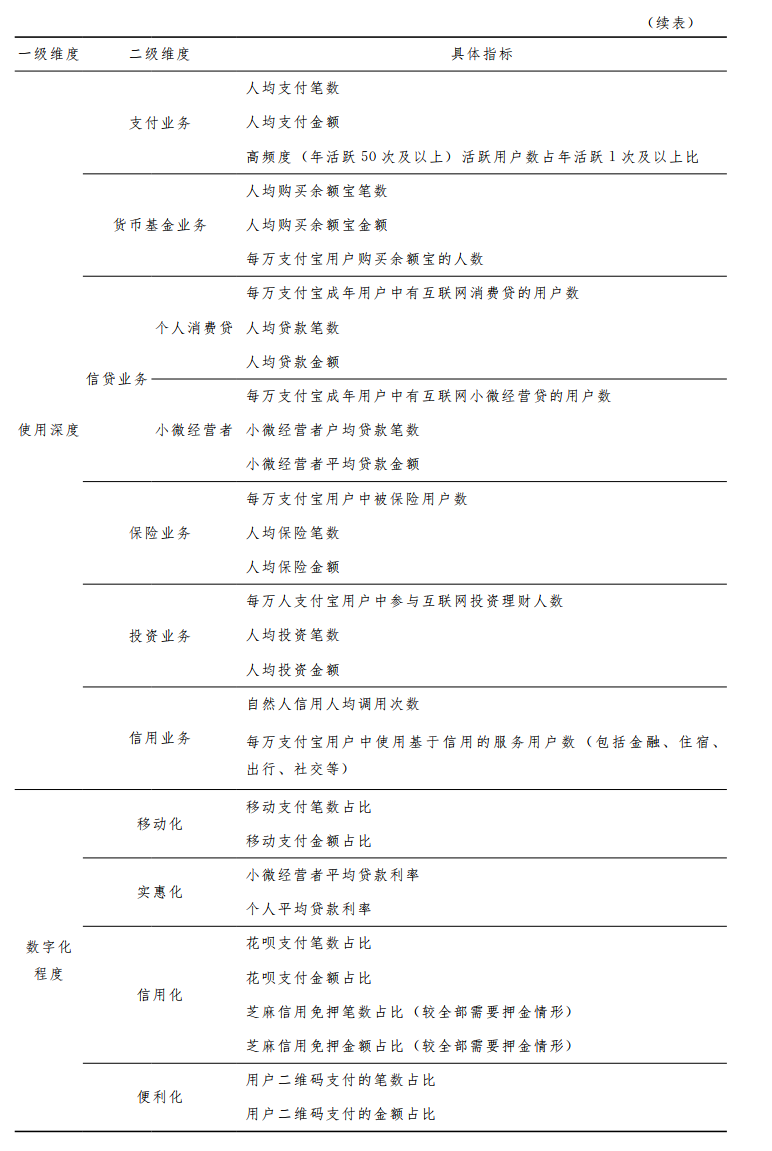 （续表）
一级维度 二级维度 具体指标
人均支付笔数
支付业务 人均支付金额
高频度（年活跃 50 次及以上）活跃用户数占年活跃 1 次及以上比
人均购买余额宝笔数
货币基金业务 人均购买余额宝金额
每万支付宝用户购买余额宝的人数
每万支付宝成年用户中有互联网消费贷的用户数
个人消费贷 人均贷款笔数
人均贷款金额
信贷业务
每万支付宝成年用户中有互联网小微经营贷的用户数
使用深度 小微经营者 小微经营者户均贷款笔数
小微经营者平均贷款金额
每万支付宝用户中被保险用户数
保险业务 人均保险笔数
人均保险金额
每万人支付宝用户中参与互联网投资理财人数
投资业务 人均投资笔数
人均投资金额
自然人信用人均调用次数
信用业务 每万支付宝用户中使用基于信用的服务用户数（包括金融、住宿、
出行、社交等）
移动支付笔数占比
移动化
移动支付金额占比
小微经营者平均贷款利率
实惠化
个人平均贷款利率
花呗支付笔数占比
数字化
程度
花呗支付金额占比
信用化
芝麻信用免押笔数占比（较全部需要押金情形）
芝麻信用免押金额占比（较全部需要押金情形）
用户二维码支付的笔数占比
便利化
用户二维码支付的金额占比